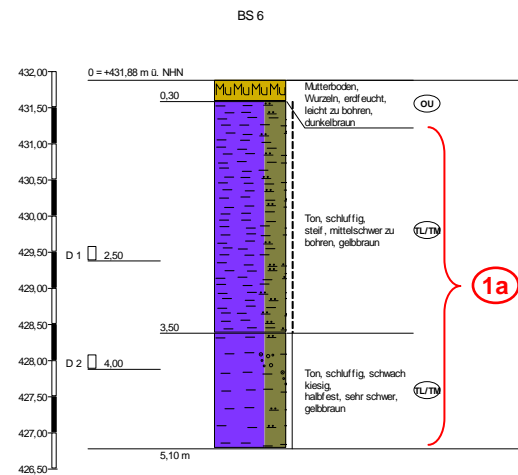 BS 6
432,00
0 = +431,88 m ü. NHN
MuMuMuMu
Mutterboden,
Wurzeln, erdfeucht,
leicht zu bohren,
dunkelbraun
OU
0,30
431,50
431,00
430,50
430,00
Ton, schluffig,
steif, mittelschwer zu
bohren, gelbbraun
TL/TM
429,50
D 1
2,50
429,00
1a
428,50
3,50
428,00
D 2
4,00
Ton, schluffig, schwach
kiesig,
halbfest, sehr schwer,
gelbbraun
TL/TM
427,50
427,00
5,10 m
426,50